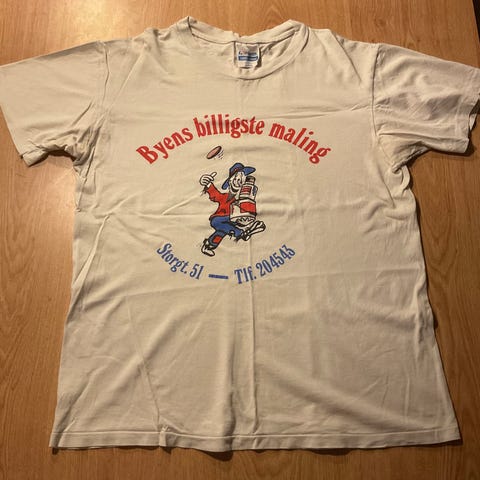 Byens billigste maling
Storgt. 51 — Tlf. 204543